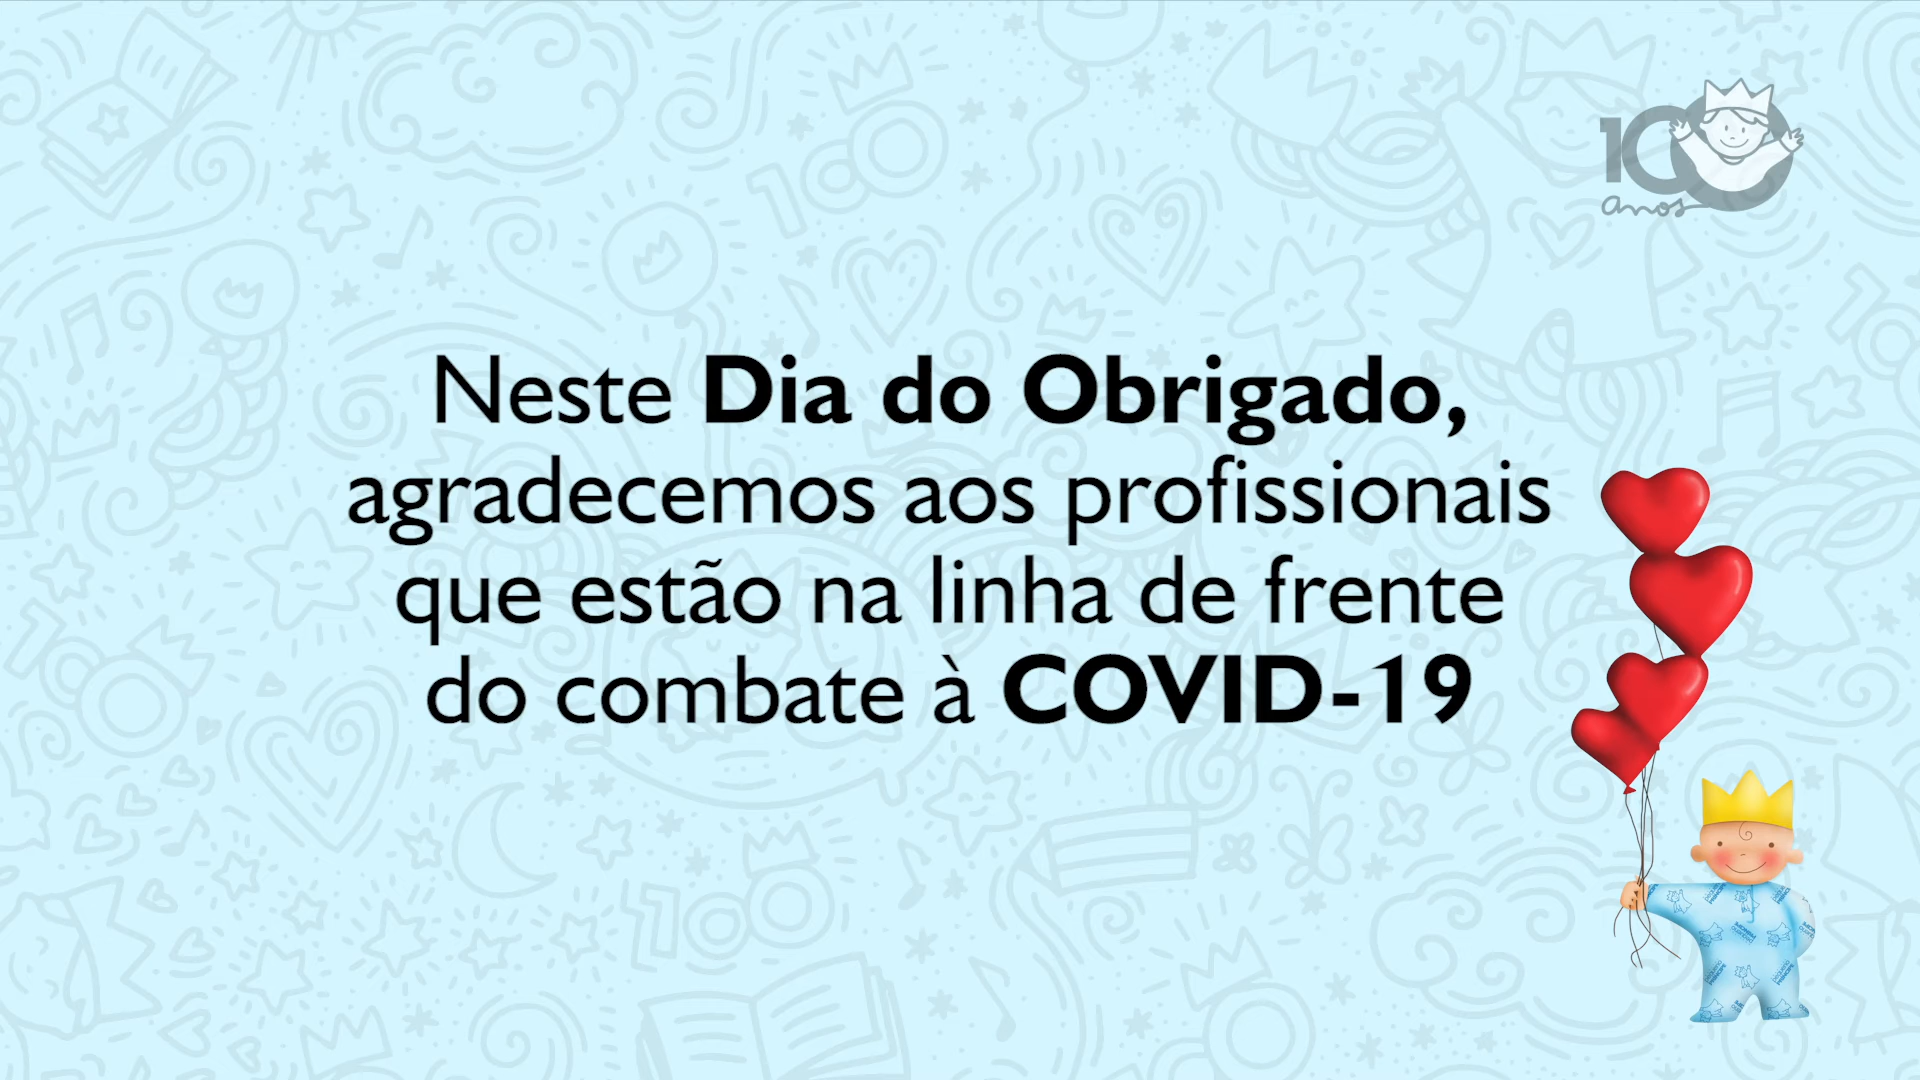 100
anos
Neste Dia do Obrigado,
agradecemos aos profissionais
que estão na linha de frente
do combate à COVID-19